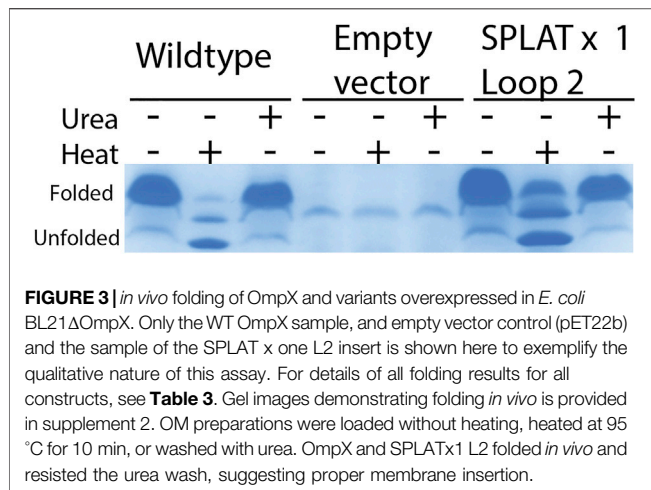 Wildtype Empty vector SPLAT x 1 Loop 2
Urea - - + - - + - - +
Heat - + - - + - - + -
Folded
Unfolded
FIGURE 3 | in vivo folding of OmpX and variants overexpressed in E. coli
BL21ΔOmpX. Only the WT OmpX sample, and empty vector control (pET22b)
and the sample of the SPLAT x one L2 insert is shown here to exemplify the
qualitative nature of this assay. For details of all folding results for all
constructs, see Table 3. Gel images demonstrating folding in vivo is provided
in supplement 2. OM preparations were loaded without heating, heated at 95
°C for 10 min, or washed with urea. OmpX and SPLATx1 L2 folded in vivo and
resisted the urea wash, suggesting proper membrane insertion.